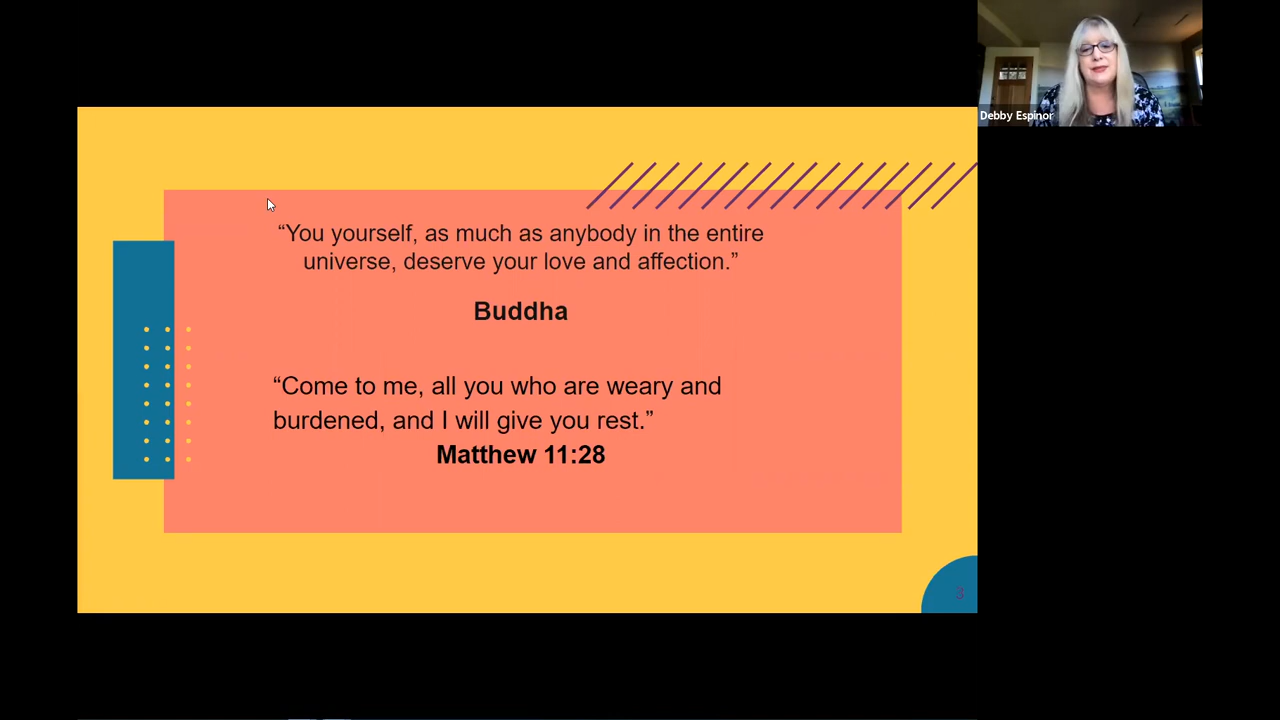 Debby Espinor
“You yourself, as much as anybody in the entire
universe, deserve your love and affection.”
Buddha
“Come to me, all you who are weary and
burdened, and I will give you rest.”
Matthew 11:28
3